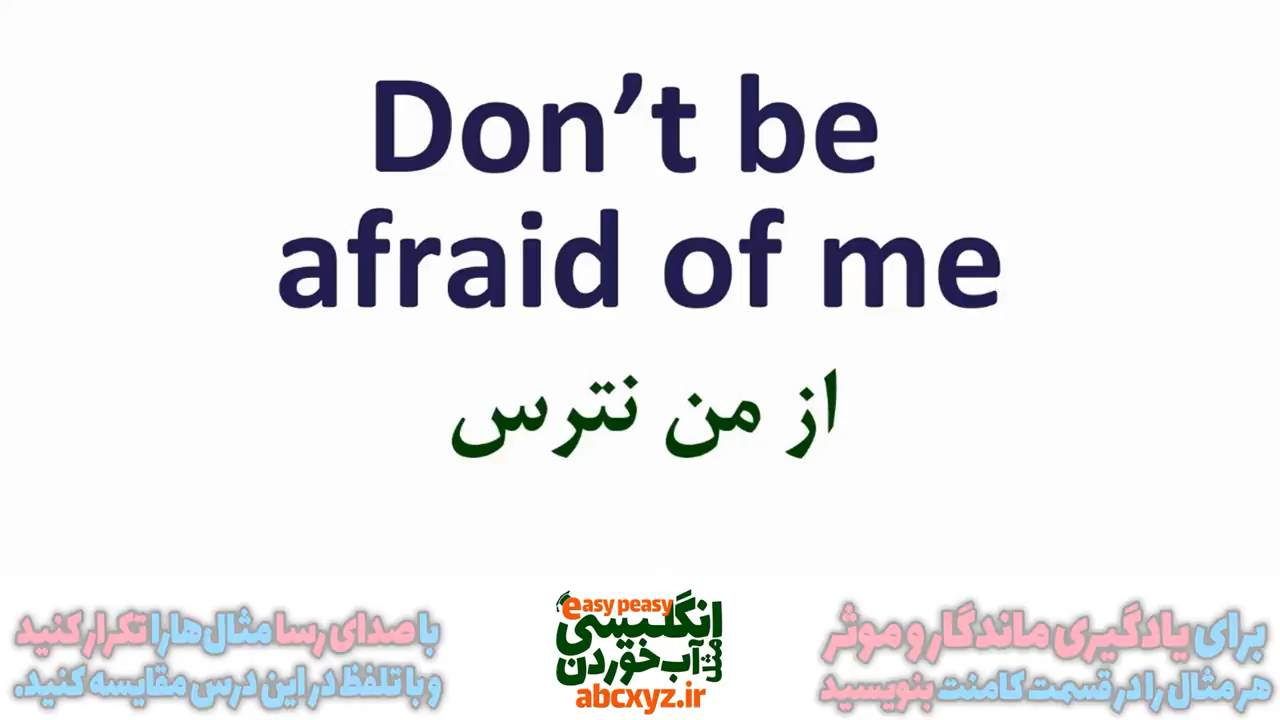 Don’t be
afraid of me
از من نترس
برای یادگیری ماندگار و موثر
هر مثال را در قسمت کامنت بنویسید
easy peasy
انگلیسی
مثل آب خوردن
abcxyz.ir
با صدای رسا مثال‌ها را تکرار کنید
و با تلفظ در این درس مقایسه کنید.